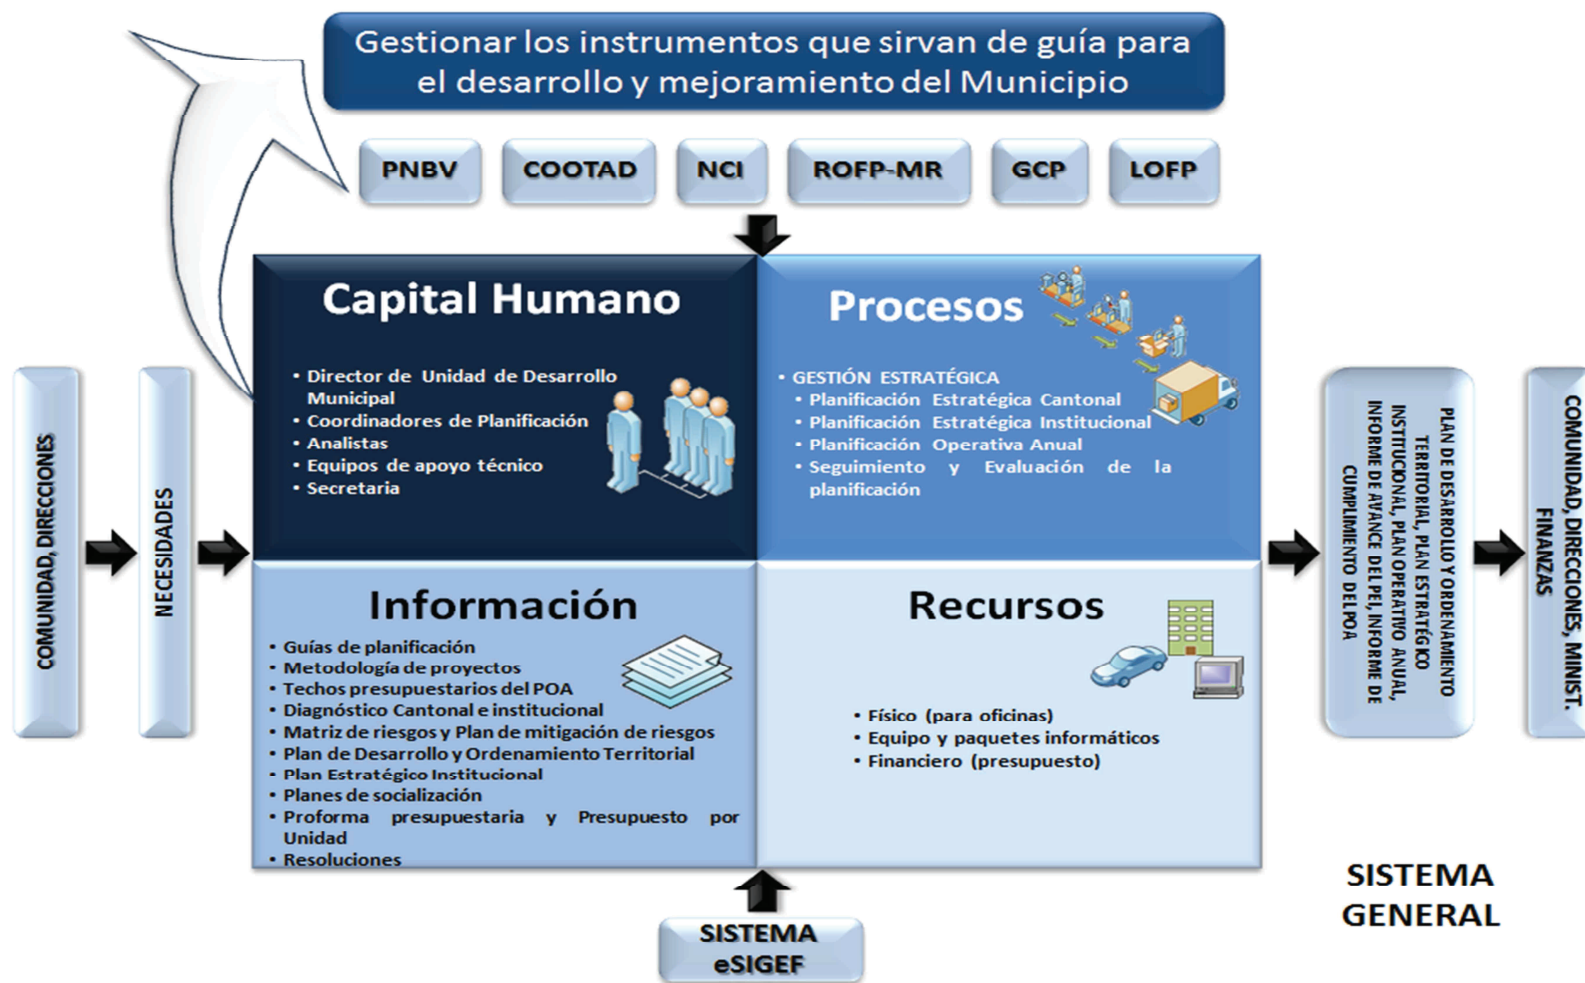 Gestionar los instrumentos que sirvan de guía para
el desarrollo y mejoramiento del Municipio
PNBV
COOTAD
NCI
ROFP-MR
GCP
LOFP
COMUNIDAD, DIRECCIONES
NECESIDADES
Capital Humano
• Director de Unidad de Desarrollo
Municipal
• Coordinadores de Planificación
• Analistas
• Equipos de apoyo técnico
• Secretaria
Procesos
• GESTIÓN ESTRATÉGICA
• Planificación Estratégica Cantonal
• Planificación Estratégica Institucional
• Planificación Operativa Anual
• Seguimiento y Evaluación de la
planificación
Información
• Guías de planificación
• Metodología de proyectos
• Techos presupuestarios del POA
• Diagnóstico Cantonal e institucional
• Matriz de riesgos y Plan de mitigación de riesgos
• Plan de Desarrollo y Ordenamiento Territorial
• Plan Estratégico Institucional
• Planes de socialización
• Proforma presupuestaria y Presupuesto por
Unidad
• Resoluciones
Recursos
• Físico (para oficinas)
• Equipo y paquetes informáticos
• Financiero (presupuesto)
PLAN DE DESARROLLO Y ORDENAMIENTO
TERRITORIAL, PLAN ESTRATÉGICO
INSTITUCIONAL, PLAN OPERATIVO ANUAL,
INFORME DE AVANCE DEL PEI, INFORME DE
CUMPLIMIENTO DEL POA
COMUNIDAD, DIRECCIONES, MINIST.
FINANZAS
SISTEMA
eSIGEF
SISTEMA
GENERAL